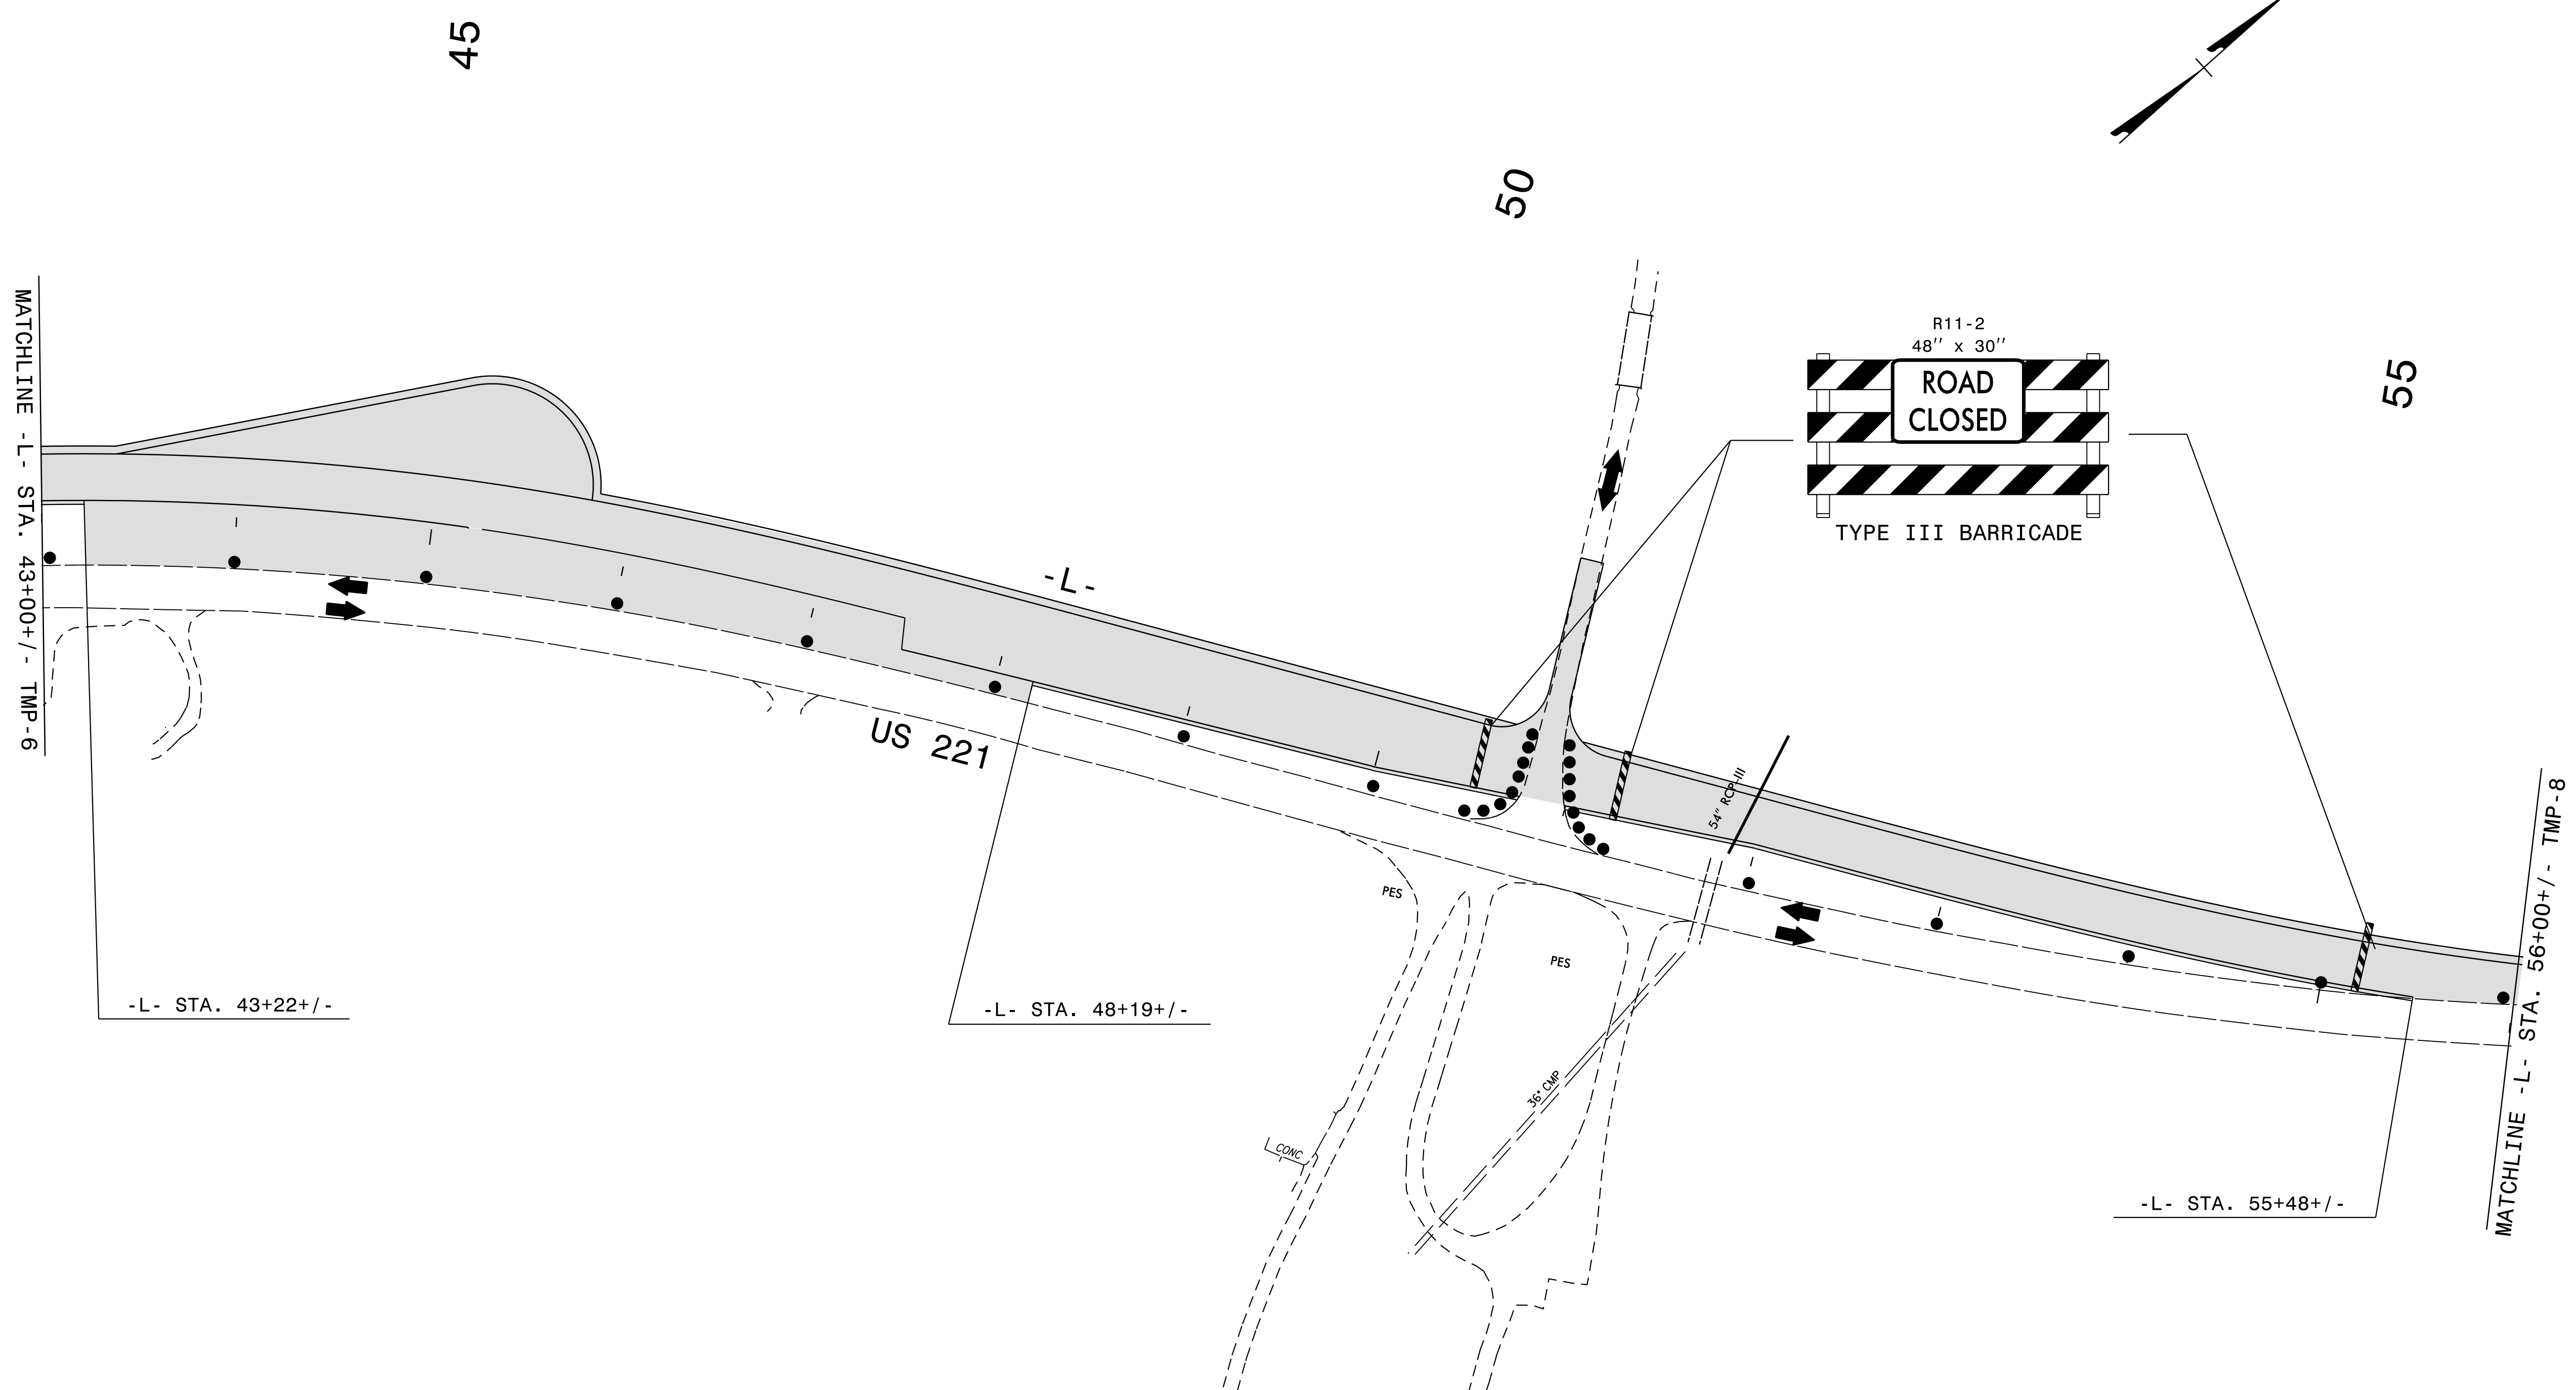 45
50
55
MATCHLINE -L- STA. 43+00+/- TMP-6
R11-2
48'' x 30''
ROAD
CLOSED
TYPE III BARRICADE
-L-
US 221
54" RCP-III
PES
PES
36" CMP
CONC
-L- STA. 43+22+/-
-L- STA. 48+19+/-
-L- STA. 55+48+/-
MATCHLINE -L- STA. 56+00+/- TMP-8